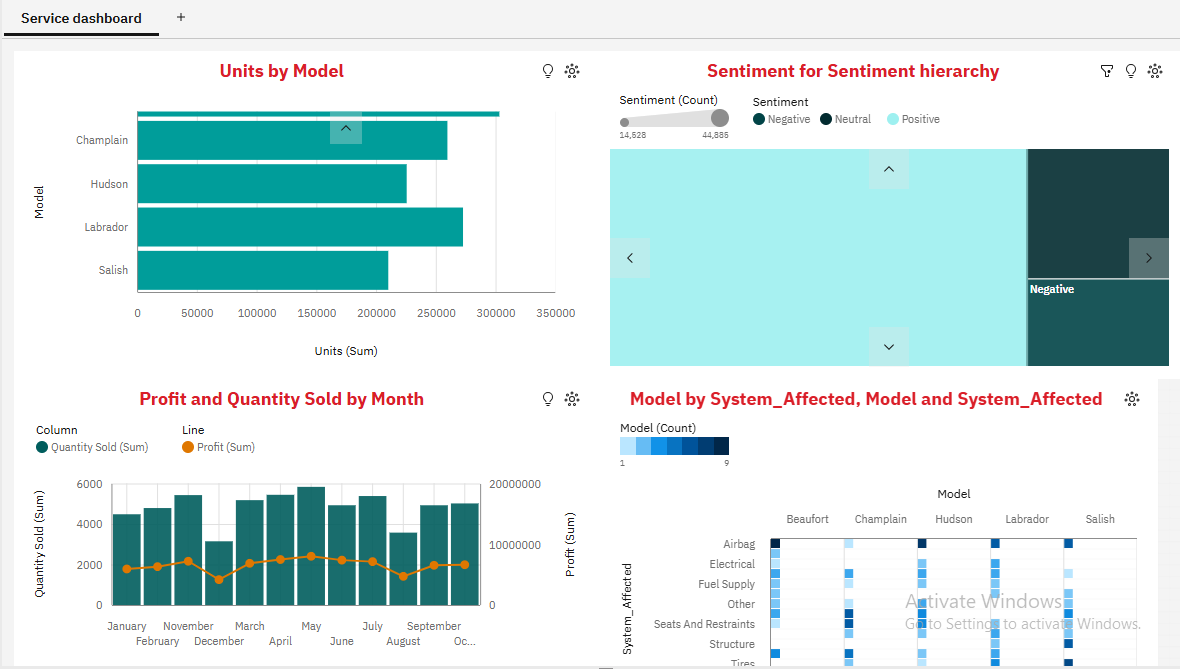 Service dashboard +
Units by Model
Champlain
Hudson
Labrador
Salish
Model
0 50000 100000 150000 200000 250000 300000 350000
Units (Sum)
Sentiment for Sentiment hierarchy
Sentiment (Count)
14,528 44,885
Sentiment
Negative Neutral Positive
Negative
Profit and Quantity Sold by Month
Column
Quantity Sold (Sum)
Line
Profit (Sum)
6000
4000
2000
0
Quantity Sold (Sum)
20000000
10000000
0
Profit (Sum)
January November March May July September
February December April June August Oc...
Model by System_Affected, Model and System_Affected
Model (Count)
1 9
Model
Beaufort Champlain Hudson Labrador Salish
Airbag
Electrical
Fuel Supply
Other
Seats And Restraints
Structure
Tires
System_Affected
Activate Windows
Go to Settings to activate Windows.